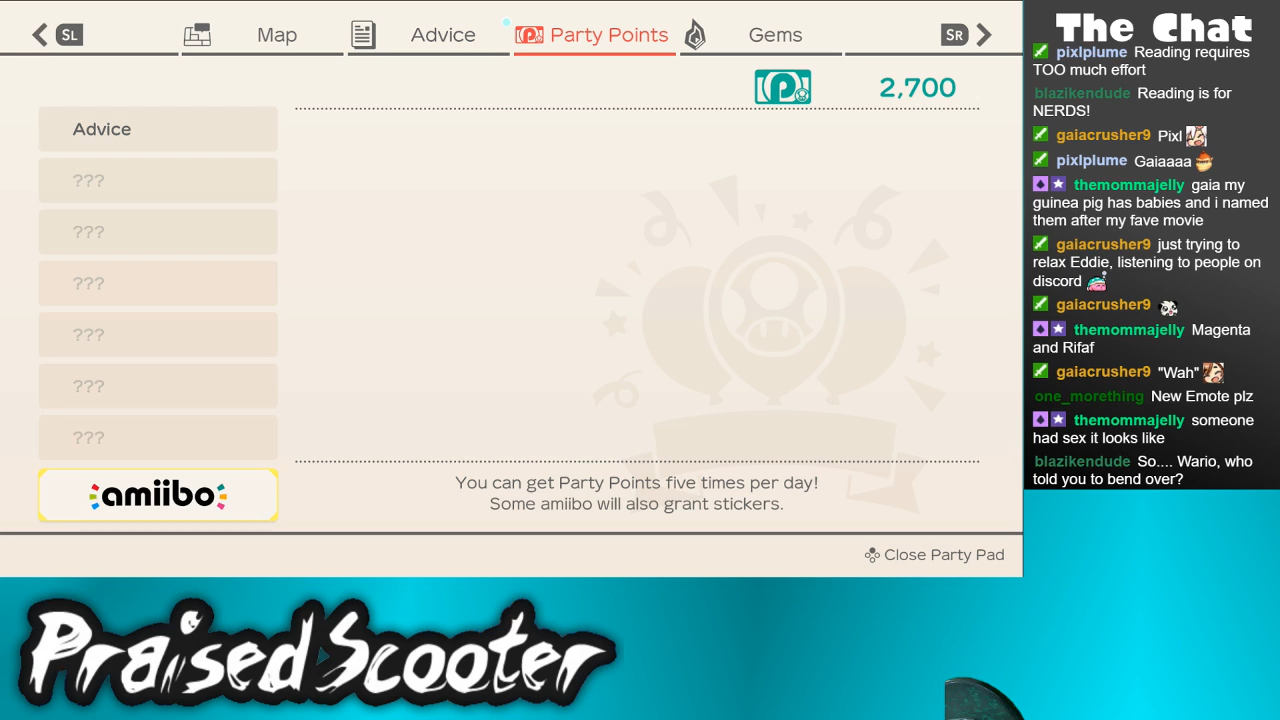 SL
Map
Advice
Party Points
Gems
SR
2,700
Advice
???
???
???
???
???
???
amiibo
You can get Party Points five times per day!
Some amiibo will also grant stickers.
Close Party Pad
The Chat
pixlplume Reading requires
TOO much effort
blazikendude Reading is for
NERDS!
gaiacrusher9 Pixl
pixlplume Gaiaaaa
themommajelly gaia my
guinea pig has babies and i named
them after my fave movie
gaiacrusher9 just trying to
relax Eddie, listening to people on
discord
gaiacrusher9
themommajelly Magenta
and Rifaf
gaiacrusher9 "Wah"
one_morething New Emote plz
themommajelly someone
had sex it looks like
blazikendude So.... Wario, who
told you to bend over?
PraisedScooter